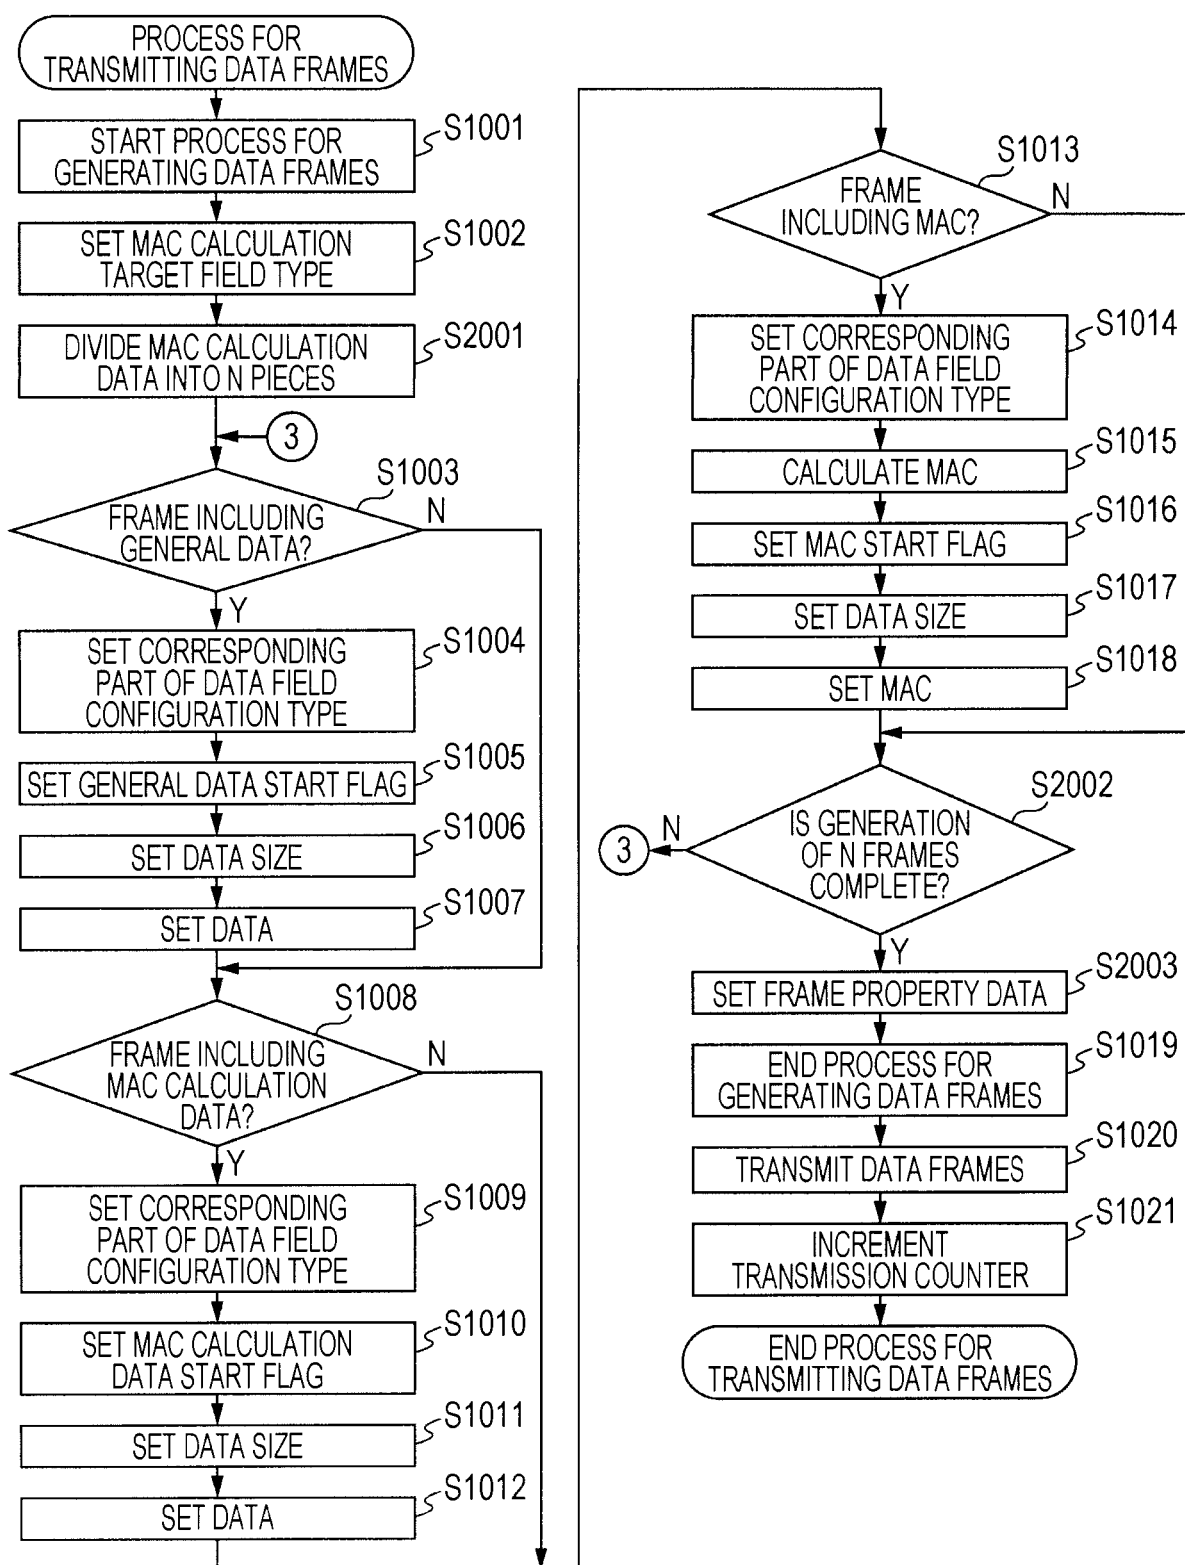 PROCESS FOR
TRANSMITTING DATA FRAMES
START PROCESS FOR
GENERATING DATA FRAMES
S1001
SET MAC CALCULATION
TARGET FIELD TYPE
S1002
DIVIDE MAC CALCULATION
DATA INTO N PIECES
S2001
3
S1003
FRAME INCLUDING
GENERAL DATA?
N
Y
SET CORRESPONDING
PART OF DATA FIELD
CONFIGURATION TYPE
S1004
SET GENERAL DATA START FLAG
S1005
SET DATA SIZE
S1006
SET DATA
S1007
S1008
FRAME INCLUDING
MAC CALCULATION
DATA?
N
Y
SET CORRESPONDING
PART OF DATA FIELD
CONFIGURATION TYPE
S1009
SET MAC CALCULATION
DATA START FLAG
S1010
SET DATA SIZE
S1011
SET DATA
S1012
S1013
FRAME
INCLUDING MAC?
N
Y
SET CORRESPONDING
PART OF DATA FIELD
CONFIGURATION TYPE
S1014
CALCULATE MAC
S1015
SET MAC START FLAG
S1016
SET DATA SIZE
S1017
SET MAC
S1018
S2002
IS GENERATION
OF N FRAMES
COMPLETE?
N
3
Y
SET FRAME PROPERTY DATA
S2003
END PROCESS FOR
GENERATING DATA FRAMES
S1019
TRANSMIT DATA FRAMES
S1020
INCREMENT
TRANSMISSION COUNTER
S1021
END PROCESS FOR
TRANSMITTING DATA FRAMES